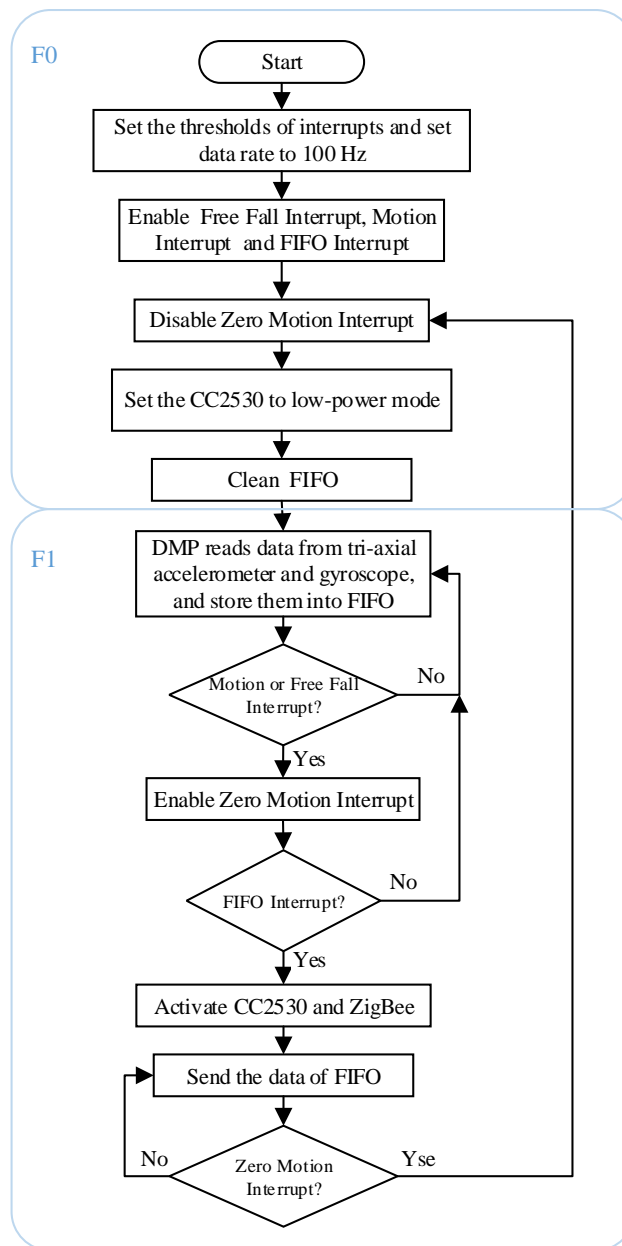 F0
Start
Set the thresholds of interrupts and set
data rate to 100 Hz
Enable Free Fall Interrupt, Motion
Interrupt and FIFO Interrupt
Disable Zero Motion Interrupt
Set the CC2530 to low-power mode
Clean FIFO
F1
DMP reads data from tri-axial
accelerometer and gyroscope,
and store them into FIFO
Motion or Free Fall
Interrupt?
No
Yes
Enable Zero Motion Interrupt
FIFO Interrupt?
No
Yes
Activate CC2530 and ZigBee
Send the data of FIFO
No
Zero Motion
Interrupt?
Yse